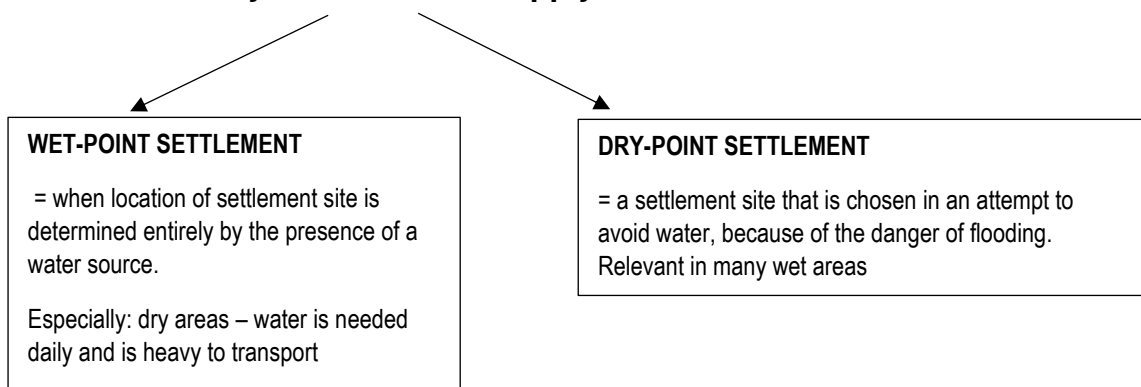 WET-POINT SETTLEMENT
= when location of settlement site is
determined entirely by the presence of a
water source.
Especially: dry areas – water is needed
daily and is heavy to transport
DRY-POINT SETTLEMENT
= a settlement site that is chosen in an attempt to
avoid water, because of the danger of flooding.
Relevant in many wet areas